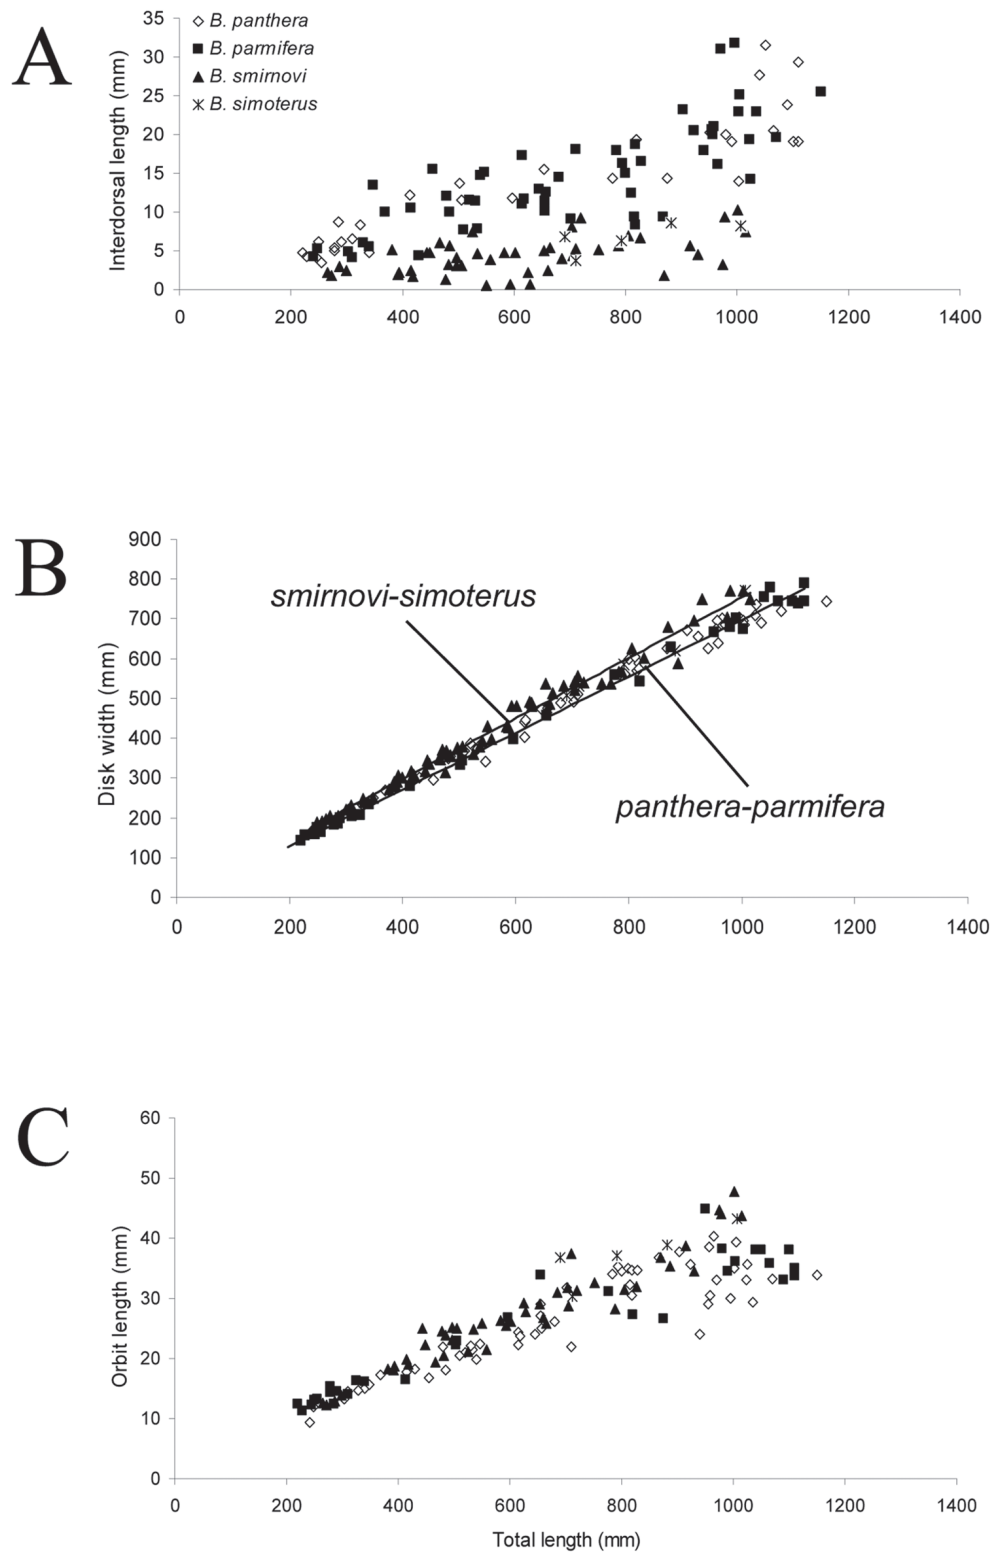 A
B. panthera
B. parmifera
B. smirnovi
B. simoterus
Interdorsal length (mm)
35
30
25
20
15
10
5
0
0 200 400 600 800 1000 1200 1400
B
Disk width (mm)
900
800
700
600
500
400
300
200
100
0
smirnovi-simoterus
panthera-parmifera
0 200 400 600 800 1000 1200 1400
C
Orbit length (mm)
60
50
40
30
20
10
0
0 200 400 600 800 1000 1200 1400
Total length (mm)